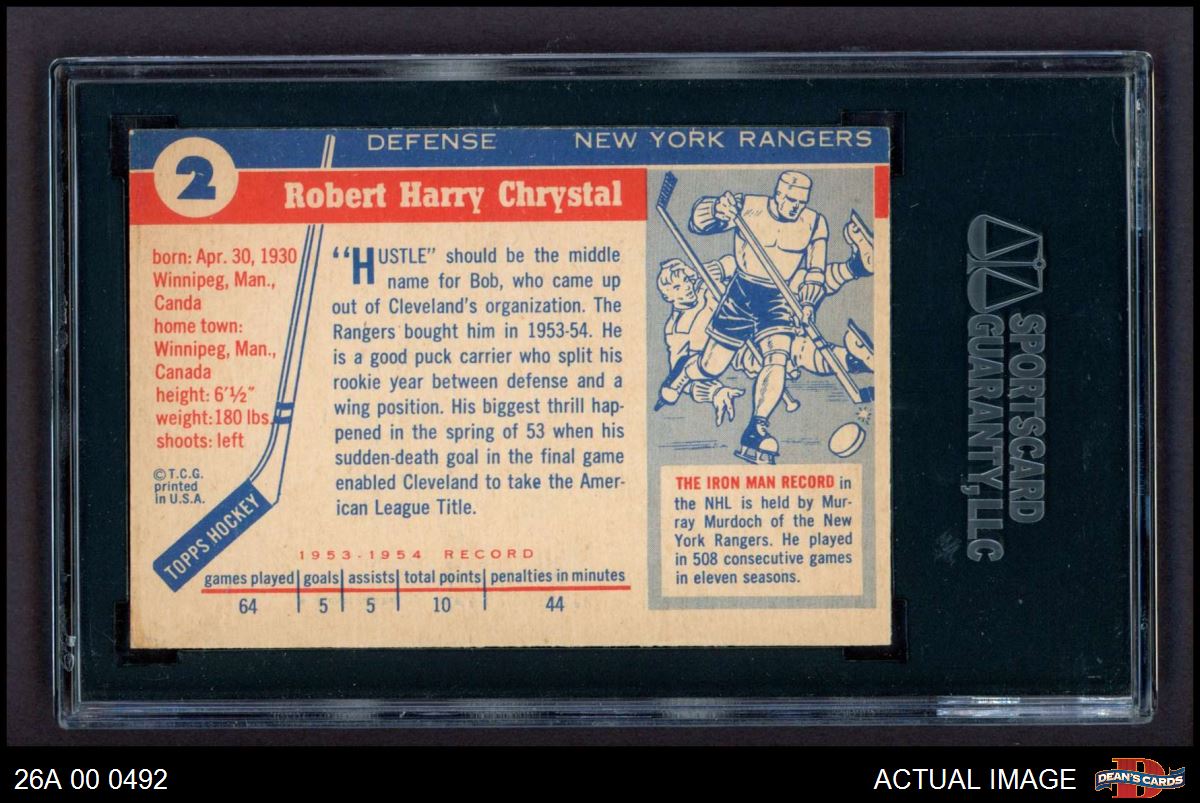 DEFENSE NEW YORK RANGERS
2
Robert Harry Chrystal
born: Apr. 30, 1930
Winnipeg, Man.,
Canda
home town:
Winnipeg, Man.,
Canada
height: 6'½"
weight: 180 lbs.
shoots: left
© T.C.G.
printed
in U.S.A.
TOPPS HOCKEY
"HUSTLE" should be the middle
name for Bob, who came up
out of Cleveland's organization. The
Rangers bought him in 1953-54. He
is a good puck carrier who split his
rookie year between defense and a
wing position. His biggest thrill hap-
pened in the spring of 53 when his
sudden-death goal in the final game
enabled Cleveland to take the Amer-
ican League Title.
1953-1954 RECORD
games played goals assists total points penalties in minutes
64 5 5 10 44
THE IRON MAN RECORD in
the NHL is held by Mur-
ray Murdoch of the New
York Rangers. He played
in 508 consecutive games
in eleven seasons.
SPORTSCARD
GUARANTY, LLC
26A 00 0492
ACTUAL IMAGE
DEAN'S CARDS